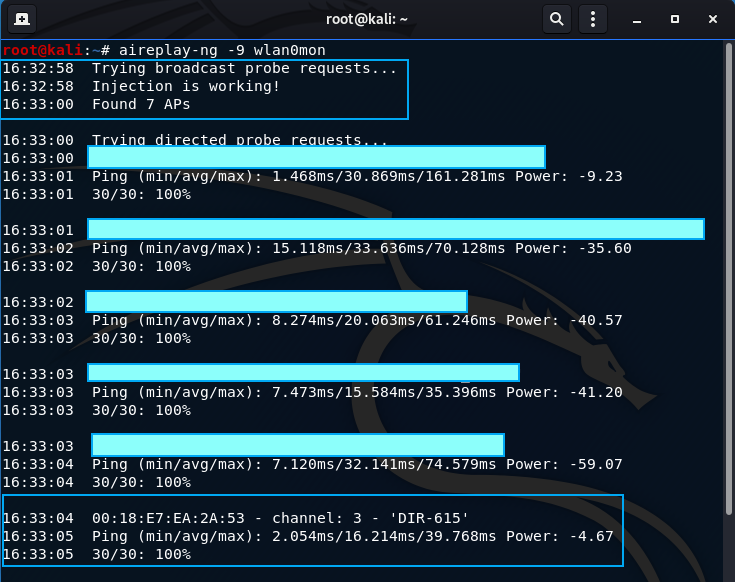 root@kali: ~
root@kali:~# aireplay-ng -9 wlan0mon
16:32:58  Trying broadcast probe requests...
16:32:58  Injection is working!
16:33:00  Found 7 APs
16:33:00  Trying directed probe requests...
16:33:00
16:33:01  Ping (min/avg/max): 1.468ms/30.869ms/161.281ms Power: -9.23
16:33:01  30/30: 100%
16:33:01
16:33:02  Ping (min/avg/max): 15.118ms/33.636ms/70.128ms Power: -35.60
16:33:02  30/30: 100%
16:33:02
16:33:03  Ping (min/avg/max): 8.274ms/20.063ms/61.246ms Power: -40.57
16:33:03  30/30: 100%
16:33:03
16:33:03  Ping (min/avg/max): 7.473ms/15.584ms/35.396ms Power: -41.20
16:33:03  30/30: 100%
16:33:03
16:33:04  Ping (min/avg/max): 7.120ms/32.141ms/74.579ms Power: -59.07
16:33:04  30/30: 100%
16:33:04  00:18:E7:EA:2A:53 - channel: 3 - 'DIR-615'
16:33:05  Ping (min/avg/max): 2.054ms/16.214ms/39.768ms Power: -4.67
16:33:05  30/30: 100%